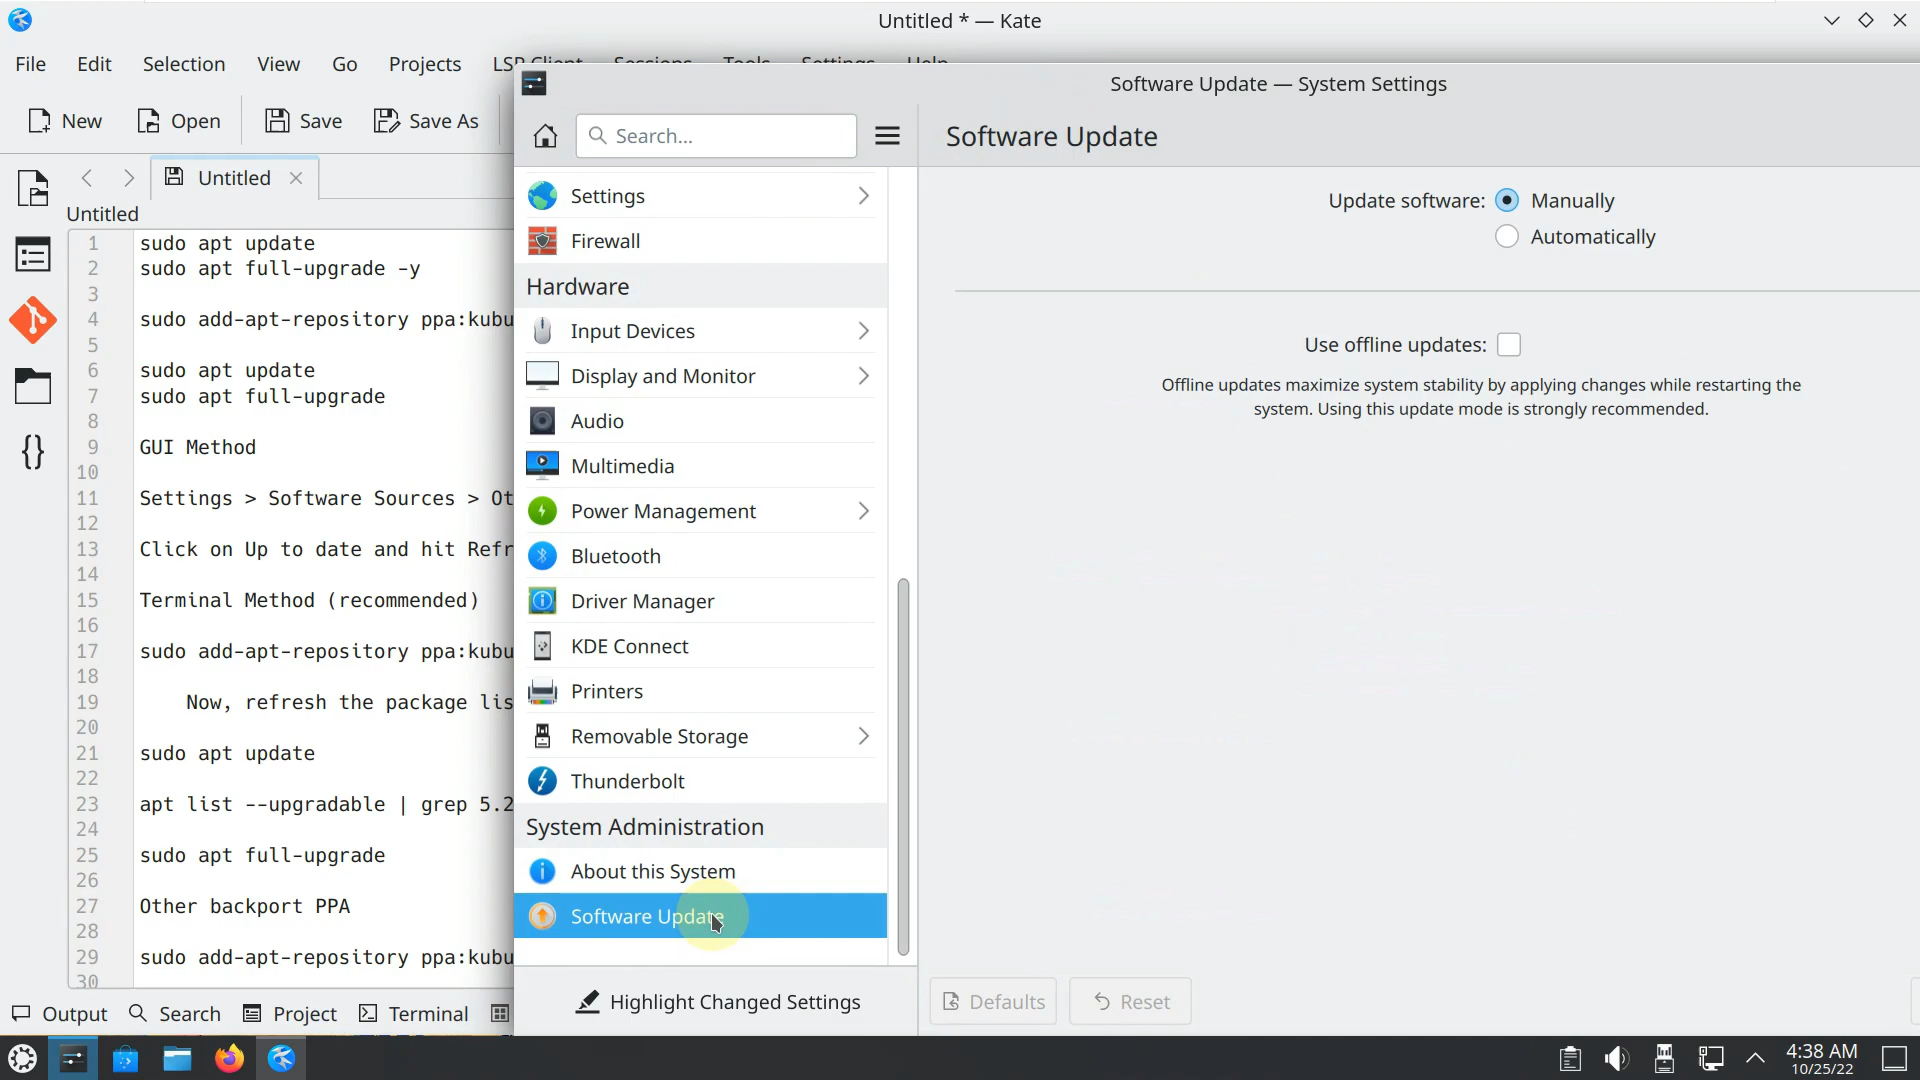 Untitled * — Kate
File Edit Selection View Go Projects LSP Client Sessions Tools Settings Help
Software Update — System Settings
New Open Save Save As
Search...
Software Update
Untitled
Untitled
1 sudo apt update
2 sudo apt full-upgrade -y
3
4 sudo add-apt-repository ppa:kubu
5
6 sudo apt update
7 sudo apt full-upgrade
8
9 GUI Method
10
11 Settings > Software Sources > Ot
12
13 Click on Up to date and hit Refr
14
15 Terminal Method (recommended)
16
17 sudo add-apt-repository ppa:kubu
18
19 Now, refresh the package lis
20
21 sudo apt update
22
23 apt list --upgradable | grep 5.2
24
25 sudo apt full-upgrade
26
27 Other backport PPA
28
29 sudo add-apt-repository ppa:kubu
30
Settings
Firewall
Hardware
Input Devices
Display and Monitor
Audio
Multimedia
Power Management
Bluetooth
Driver Manager
KDE Connect
Printers
Removable Storage
Thunderbolt
System Administration
About this System
Software Update
Highlight Changed Settings
Update software: Manually
Automatically
Use offline updates:
Offline updates maximize system stability by applying changes while restarting the
system. Using this update mode is strongly recommended.
Defaults Reset
Output Search Project Terminal
4:38 AM
10/25/22